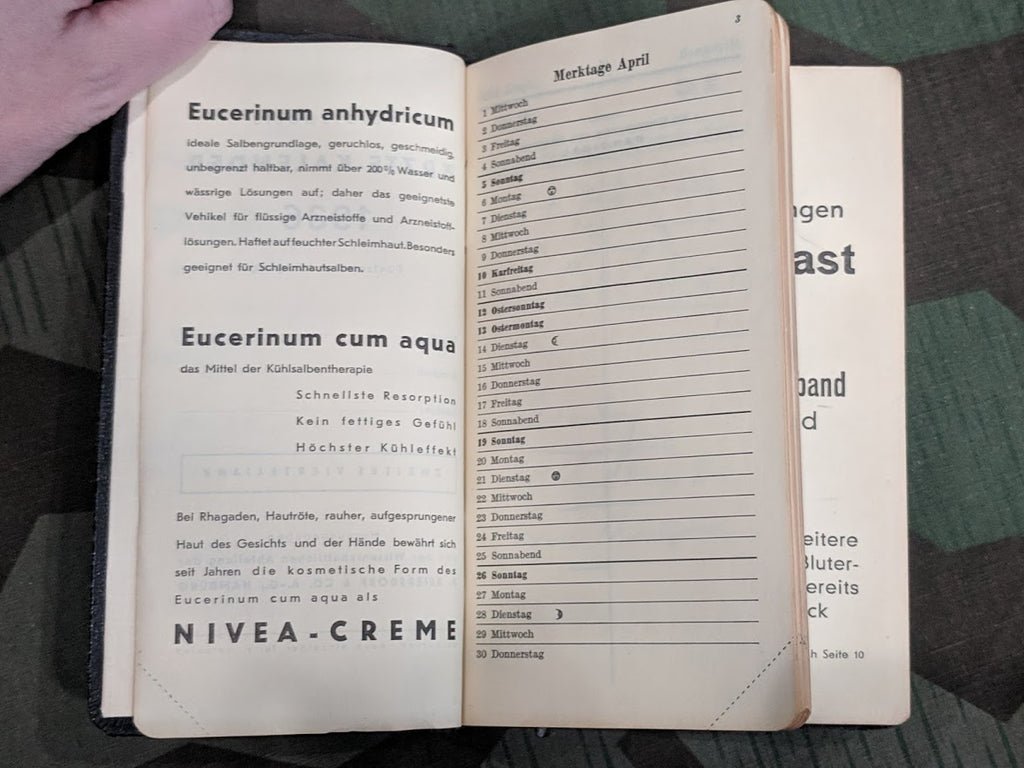 Eucerinum anhydricum
ideale Salbengrundlage, geruchlos, geschmeidig,
unbegrenzt haltbar, nimmt über 200% Wasser und
wässrige Lösungen auf; daher das geeignetste
Vehikel für flüssige Arzneistoffe und Arzneistoff-
lösungen. Haftet auf feuchter Schleimhaut. Besonders
geeignet für Schleimhautsalben.
Eucerinum cum aqua
das Mittel der Kühlsalbentherapie
Schnellste Resorption
Kein fettiges Gefühl
Höchster Kühleffekt
Bei Rhagaden, Hautröte, rauher, aufgesprungener
Haut des Gesichts und der Hände bewährt sich
seit Jahren die kosmetische Form des
Eucerinum cum aqua als
NIVEA-CREME
3
Merktage April
1 Mittwoch
2 Donnerstag
3 Freitag
4 Sonnabend
5 Sonntag
6 Montag
7 Dienstag
8 Mittwoch
9 Donnerstag
10 Karfreitag
11 Sonnabend
12 Ostersonntag
13 Ostermontag
14 Dienstag
15 Mittwoch
16 Donnerstag
17 Freitag
18 Sonnabend
19 Sonntag
20 Montag
21 Dienstag
22 Mittwoch
23 Donnerstag
24 Freitag
25 Sonnabend
26 Sonntag
27 Montag
28 Dienstag
29 Mittwoch
30 Donnerstag
ngen
ast
band
d
eitere
Bluter-
ereits
ck
h Seite 10